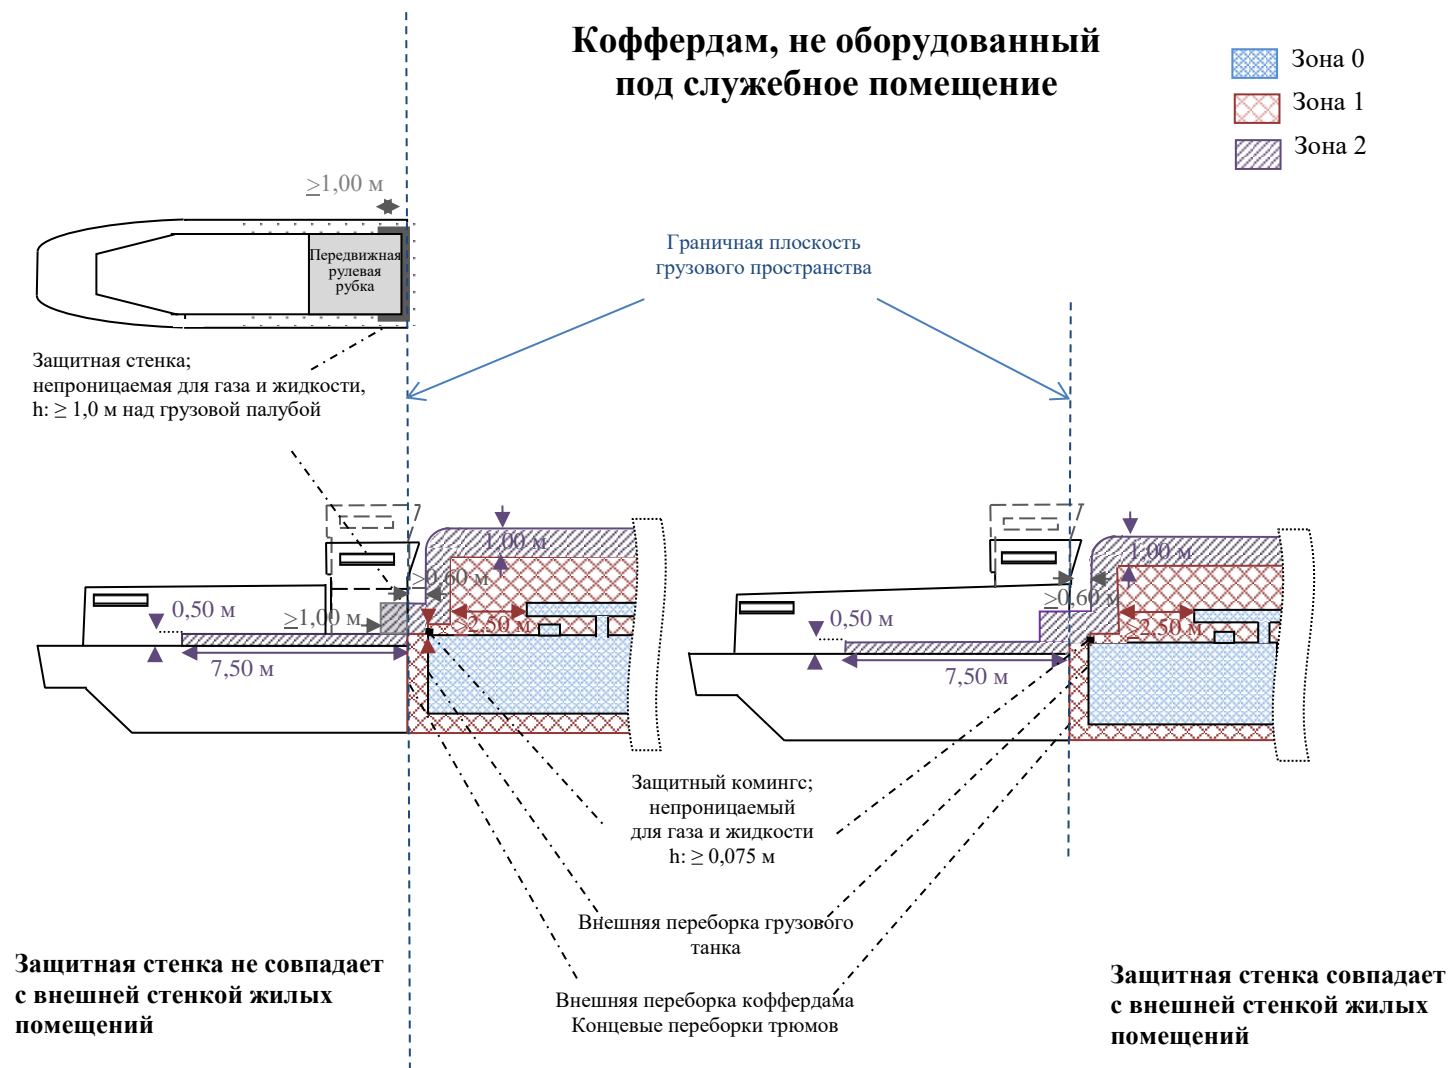 Коффердам, не оборудованный
под служебное помещение
Зона 0
Зона 1
Зона 2
≥1,00 м
Передвижная
рулевая
рубка
Граничная плоскость
грузового пространства
Защитная стенка;
непроницаемая для газа и жидкости,
h: ≥ 1,0 м над грузовой палубой
1,00 м
≥0,60 м
0,50 м
≥1,00 м
≥2,50 м
7,50 м
1,00 м
≥0,60 м
0,50 м
≥2,50 м
7,50 м
Защитный комингс;
непроницаемый
для газа и жидкости
h: ≥ 0,075 м
Внешняя переборка грузового
танка
Внешняя переборка коффердама
Концевые переборки трюмов
Защитная стенка не совпадает
с внешней стенкой жилых
помещений
Защитная стенка совпадает
с внешней стенкой жилых
помещений